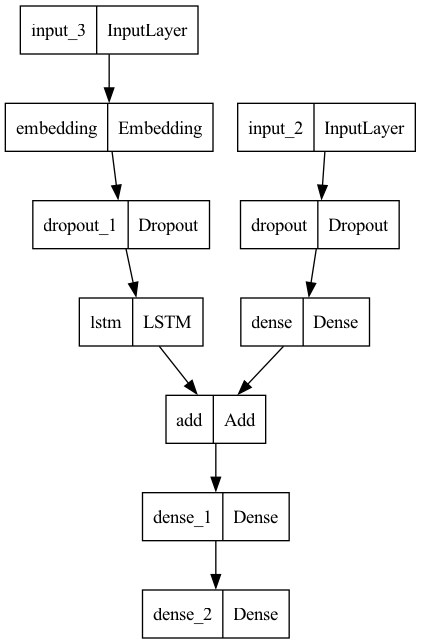 input_3 InputLayer
embedding Embedding
input_2 InputLayer
dropout_1 Dropout
dropout Dropout
lstm LSTM
dense Dense
add Add
dense_1 Dense
dense_2 Dense